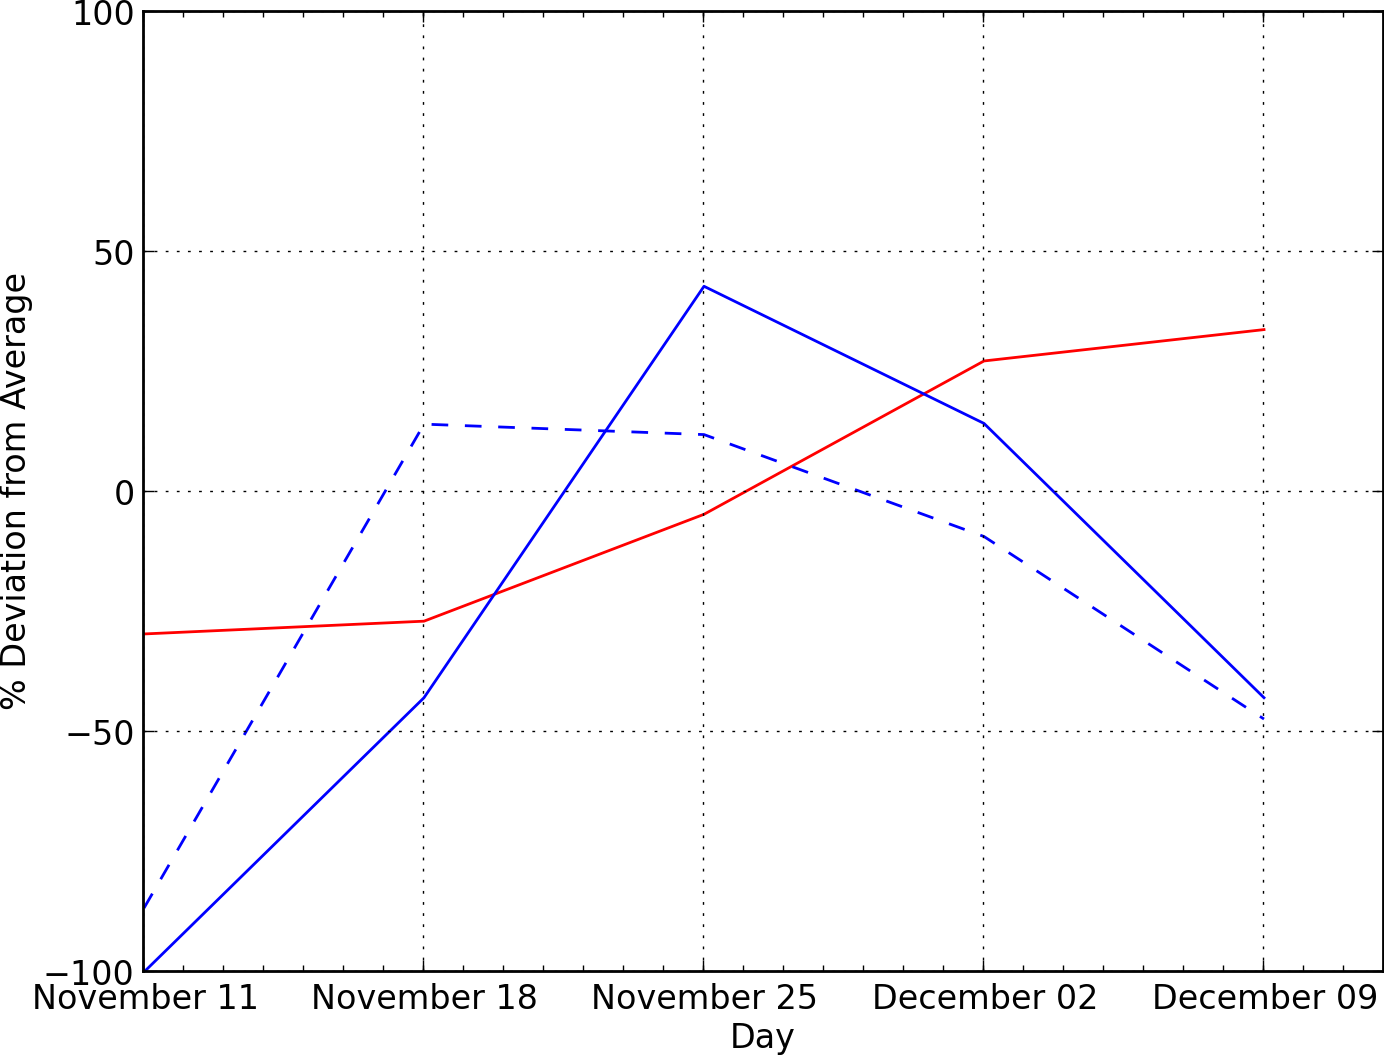 100
50
0
−50
−100
% Deviation from Average
November 11
November 18
November 25
December 02
December 09
Day